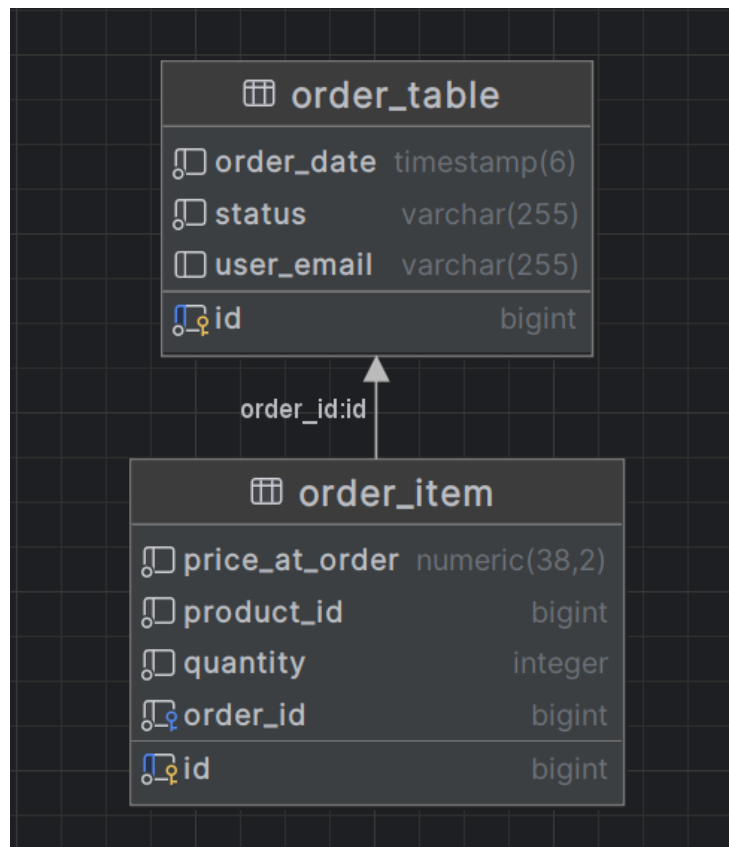 order_table
order_date timestamp(6)
status varchar(255)
user_email varchar(255)
id bigint
order_id:id
order_item
price_at_order numeric(38,2)
product_id bigint
quantity integer
order_id bigint
id bigint